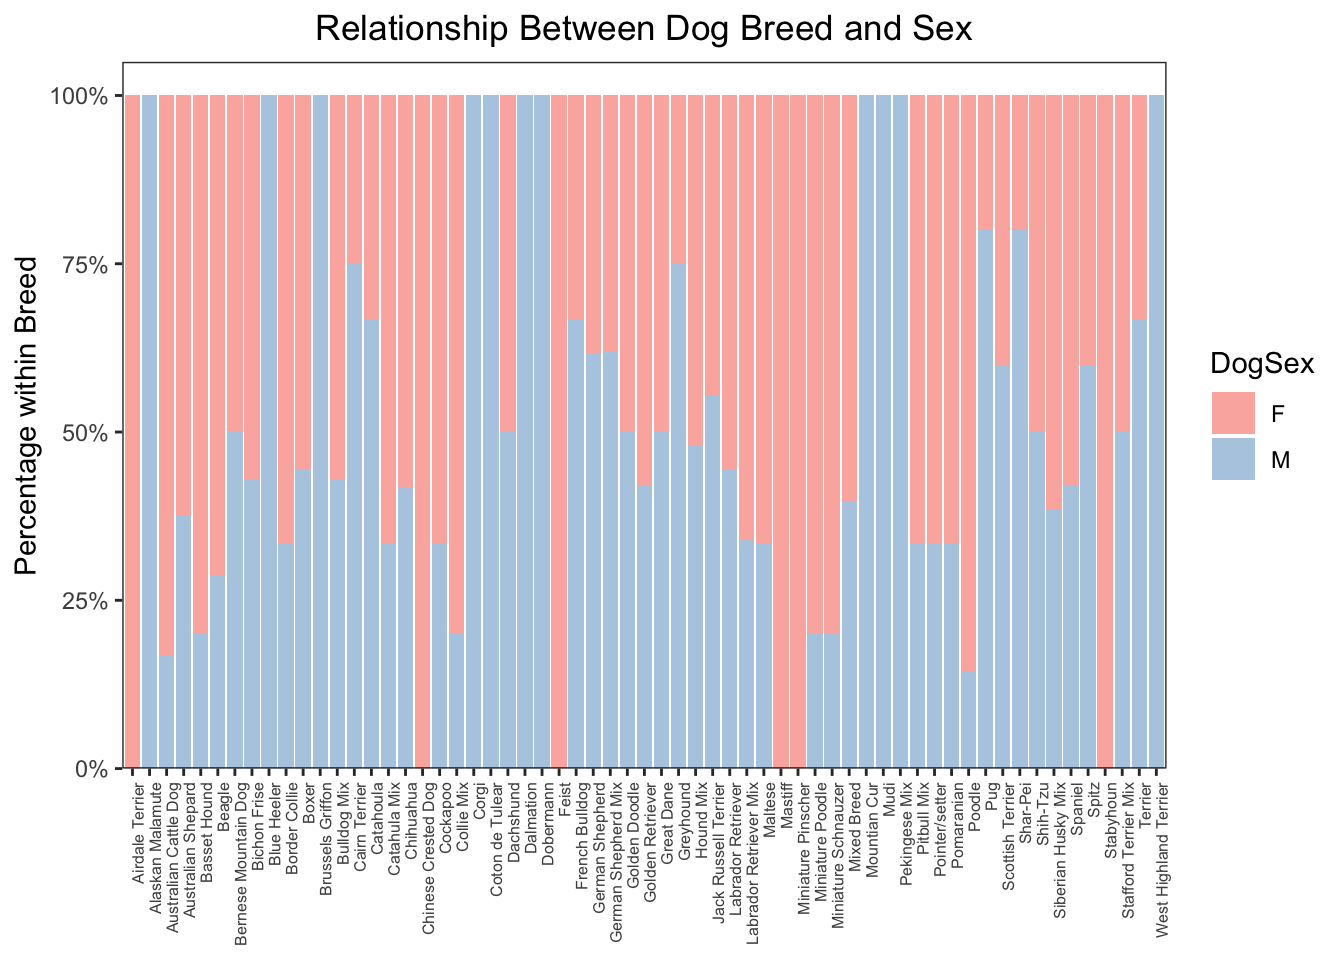 Relationship Between Dog Breed and Sex
Percentage within Breed
100%
75%
50%
25%
0%
Airdale Terrier
Alaskan Malamute
Australian Cattle Dog
Australian Shepard
Basset Hound
Beagle
Bernese Mountain Dog
Bichon Frise
Blue Heeler
Border Collie
Boxer
Brussels Griffon
Bulldog Mix
Cairn Terrier
Catahoula
Catahula Mix
Chihuahua
Chinese Crested Dog
Cockapoo
Collie Mix
Corgi
Coton de Tulear
Dachshund
Dalmation
Dobermann
Feist
French Bulldog
German Shepherd
German Shepherd Mix
Golden Doodle
Golden Retriever
Great Dane
Greyhound
Hound Mix
Jack Russell Terrier
Labrador Retriever
Labrador Retriever Mix
Maltese
Mastiff
Miniature Pinscher
Miniature Poodle
Miniature Schnauzer
Mixed Breed
Mountian Cur
Mudi
Pekingese Mix
Pitbull Mix
Pointer/setter
Pomaranian
Poodle
Pug
Scottish Terrier
Shar-Pei
Shih-Tzu
Siberian Husky Mix
Spaniel
Spitz
Stabyhoun
Stafford Terrier Mix
Terrier
West Highland Terrier
DogSex
F
M